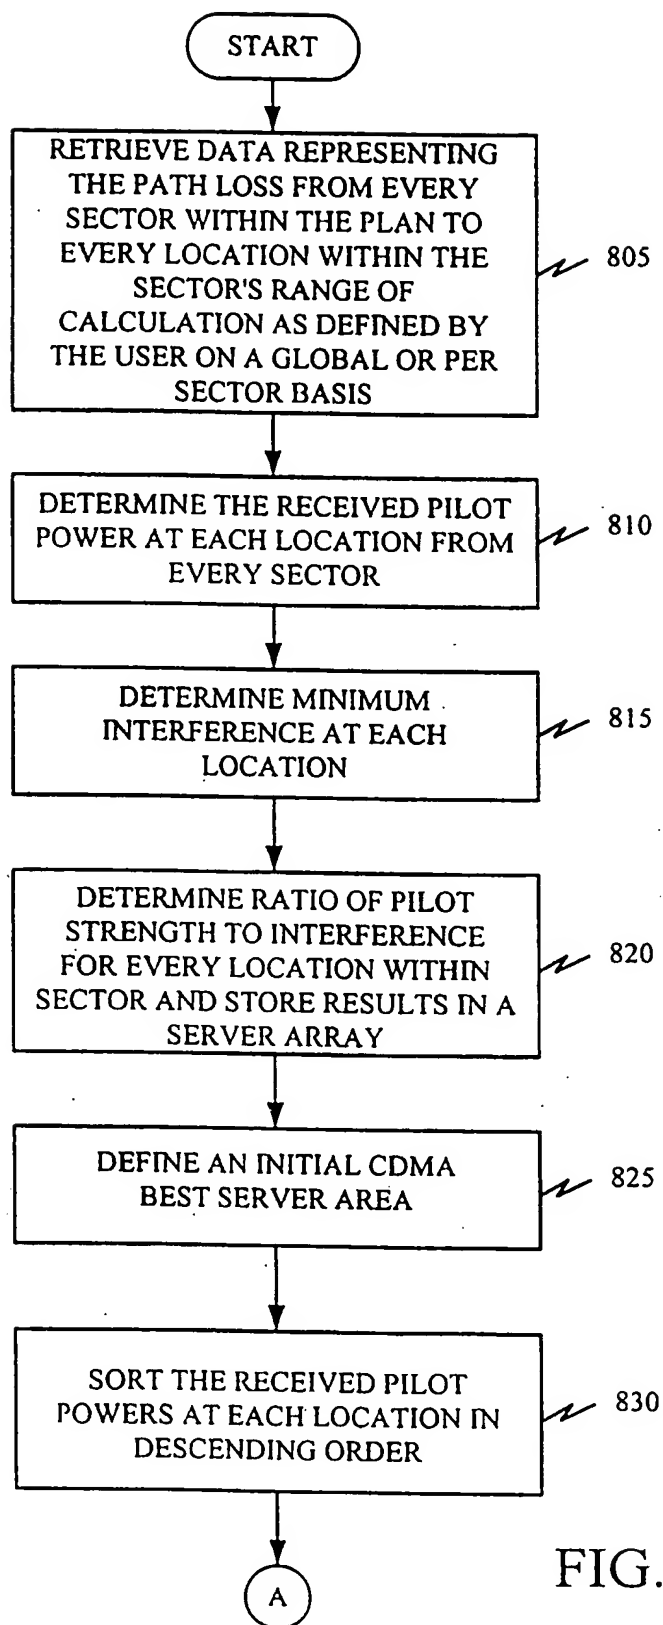 START
RETRIEVE DATA REPRESENTING
THE PATH LOSS FROM EVERY
SECTOR WITHIN THE PLAN TO
EVERY LOCATION WITHIN THE
SECTOR'S RANGE OF
CALCULATION AS DEFINED BY
THE USER ON A GLOBAL OR PER
SECTOR BASIS
805
DETERMINE THE RECEIVED PILOT
POWER AT EACH LOCATION FROM
EVERY SECTOR
810
DETERMINE MINIMUM
INTERFERENCE AT EACH
LOCATION
815
DETERMINE RATIO OF PILOT
STRENGTH TO INTERFERENCE
FOR EVERY LOCATION WITHIN
SECTOR AND STORE RESULTS IN A
SERVER ARRAY
820
DEFINE AN INITIAL CDMA
BEST SERVER AREA
825
SORT THE RECEIVED PILOT
POWERS AT EACH LOCATION IN
DESCENDING ORDER
830
A
FIG.